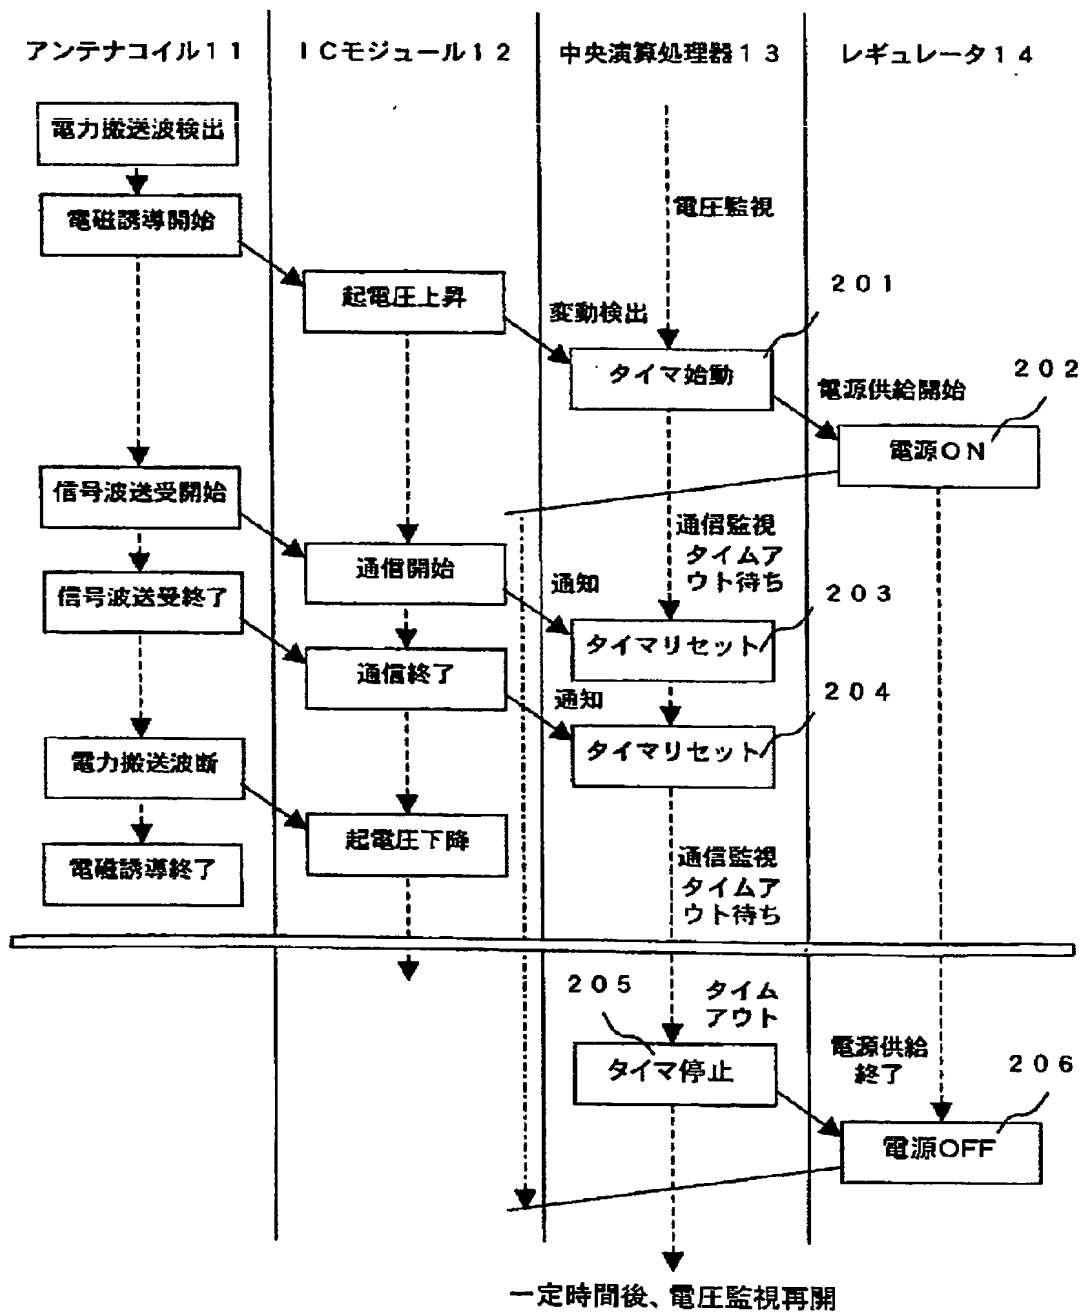 アンテナコイル１１
ＩＣモジュール１２
中央演算処理器１３
レギュレータ１４
電力搬送波検出
電磁誘導開始
電圧監視
起電圧上昇
変動検出
２０１
タイマ始動
電源供給開始
２０２
電源ＯＮ
信号波送受開始
通信監視
タイムア
ウト待ち
通信開始
通知
２０３
信号波送受終了
タイマリセット
通信終了
通知
２０４
タイマリセット
電力搬送波断
起電圧下降
通信監視
タイムア
ウト待ち
電磁誘導終了
２０５
タイム
アウト
タイマ停止
電源供給
終了
２０６
電源ＯＦＦ
一定時間後、電圧監視再開